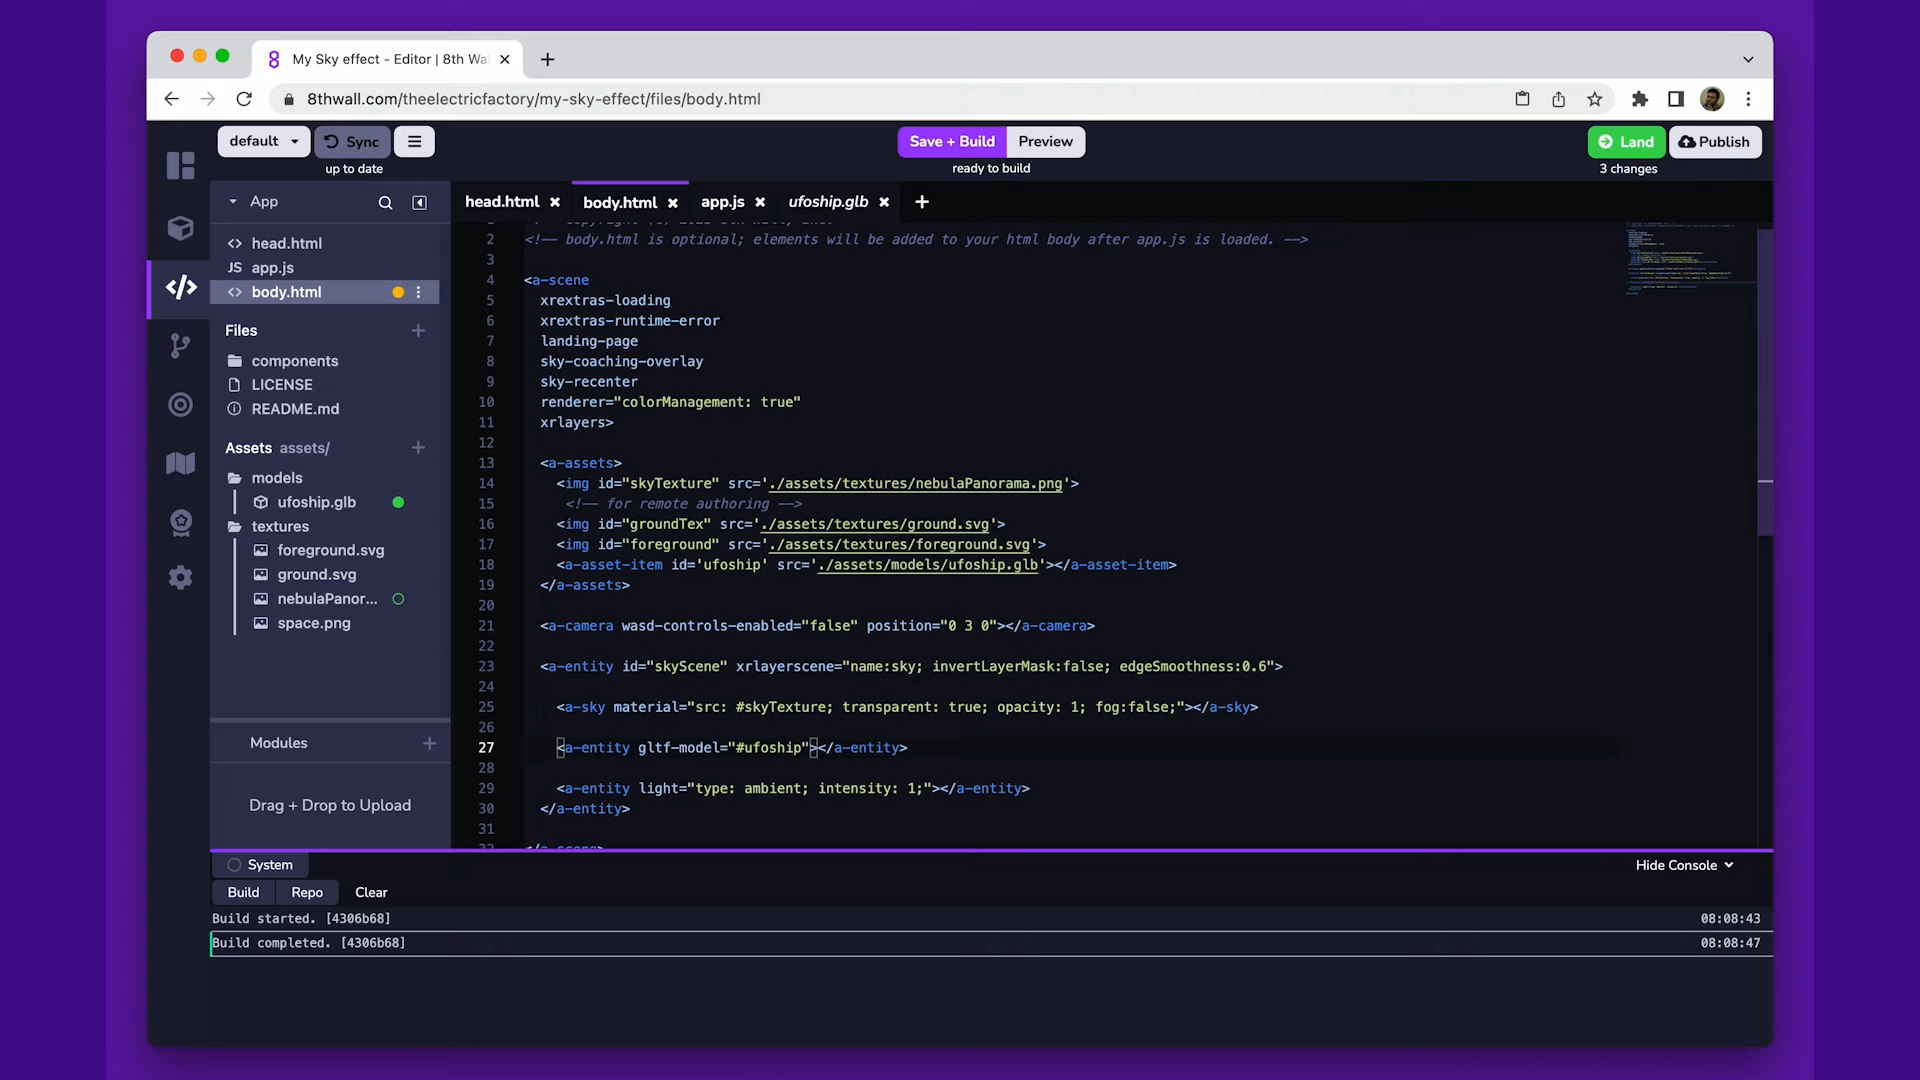 My Sky effect - Editor | 8th Wa
8thwall.com/theelectricfactory/my-sky-effect/files/body.html
default
Sync
up to date
Save + Build
Preview
ready to build
Land
3 changes
Publish
App
head.html
body.html
app.js
ufoship.glb
head.html
JS app.js
body.html
Files
components
LICENSE
README.md
Assets assets/
models
ufoship.glb
textures
foreground.svg
ground.svg
nebulaPanor...
space.png
Modules
Drag + Drop to Upload
2 <!-- body.html is optional; elements will be added to your html body after app.js is loaded. -->
3
4 <a-scene
5 xrextras-loading
6 xrextras-runtime-error
7 landing-page
8 sky-coaching-overlay
9 sky-recenter
10 renderer="colorManagement: true"
11 xrlayers>
12
13 <a-assets>
14 <img id="skyTexture" src='./assets/textures/nebulaPanorama.png'>
15 <!-- for remote authoring -->
16 <img id="groundTex" src='./assets/textures/ground.svg'>
17 <img id="foreground" src='./assets/textures/foreground.svg'>
18 <a-asset-item id='ufoship' src='./assets/models/ufoship.glb'></a-asset-item>
19 </a-assets>
20
21 <a-camera wasd-controls-enabled="false" position="0 3 0"></a-camera>
22
23 <a-entity id="skyScene" xrlayerscene="name:sky; invertLayerMask:false; edgeSmoothness:0.6">
24
25 <a-sky material="src: #skyTexture; transparent: true; opacity: 1; fog:false;"></a-sky>
26
27 <a-entity gltf-model="#ufoship"></a-entity>
28
29 <a-entity light="type: ambient; intensity: 1;"></a-entity>
30 </a-entity>
31
System
Hide Console
Build
Repo
Clear
Build started. [4306b68] 08:08:43
Build completed. [4306b68] 08:08:47